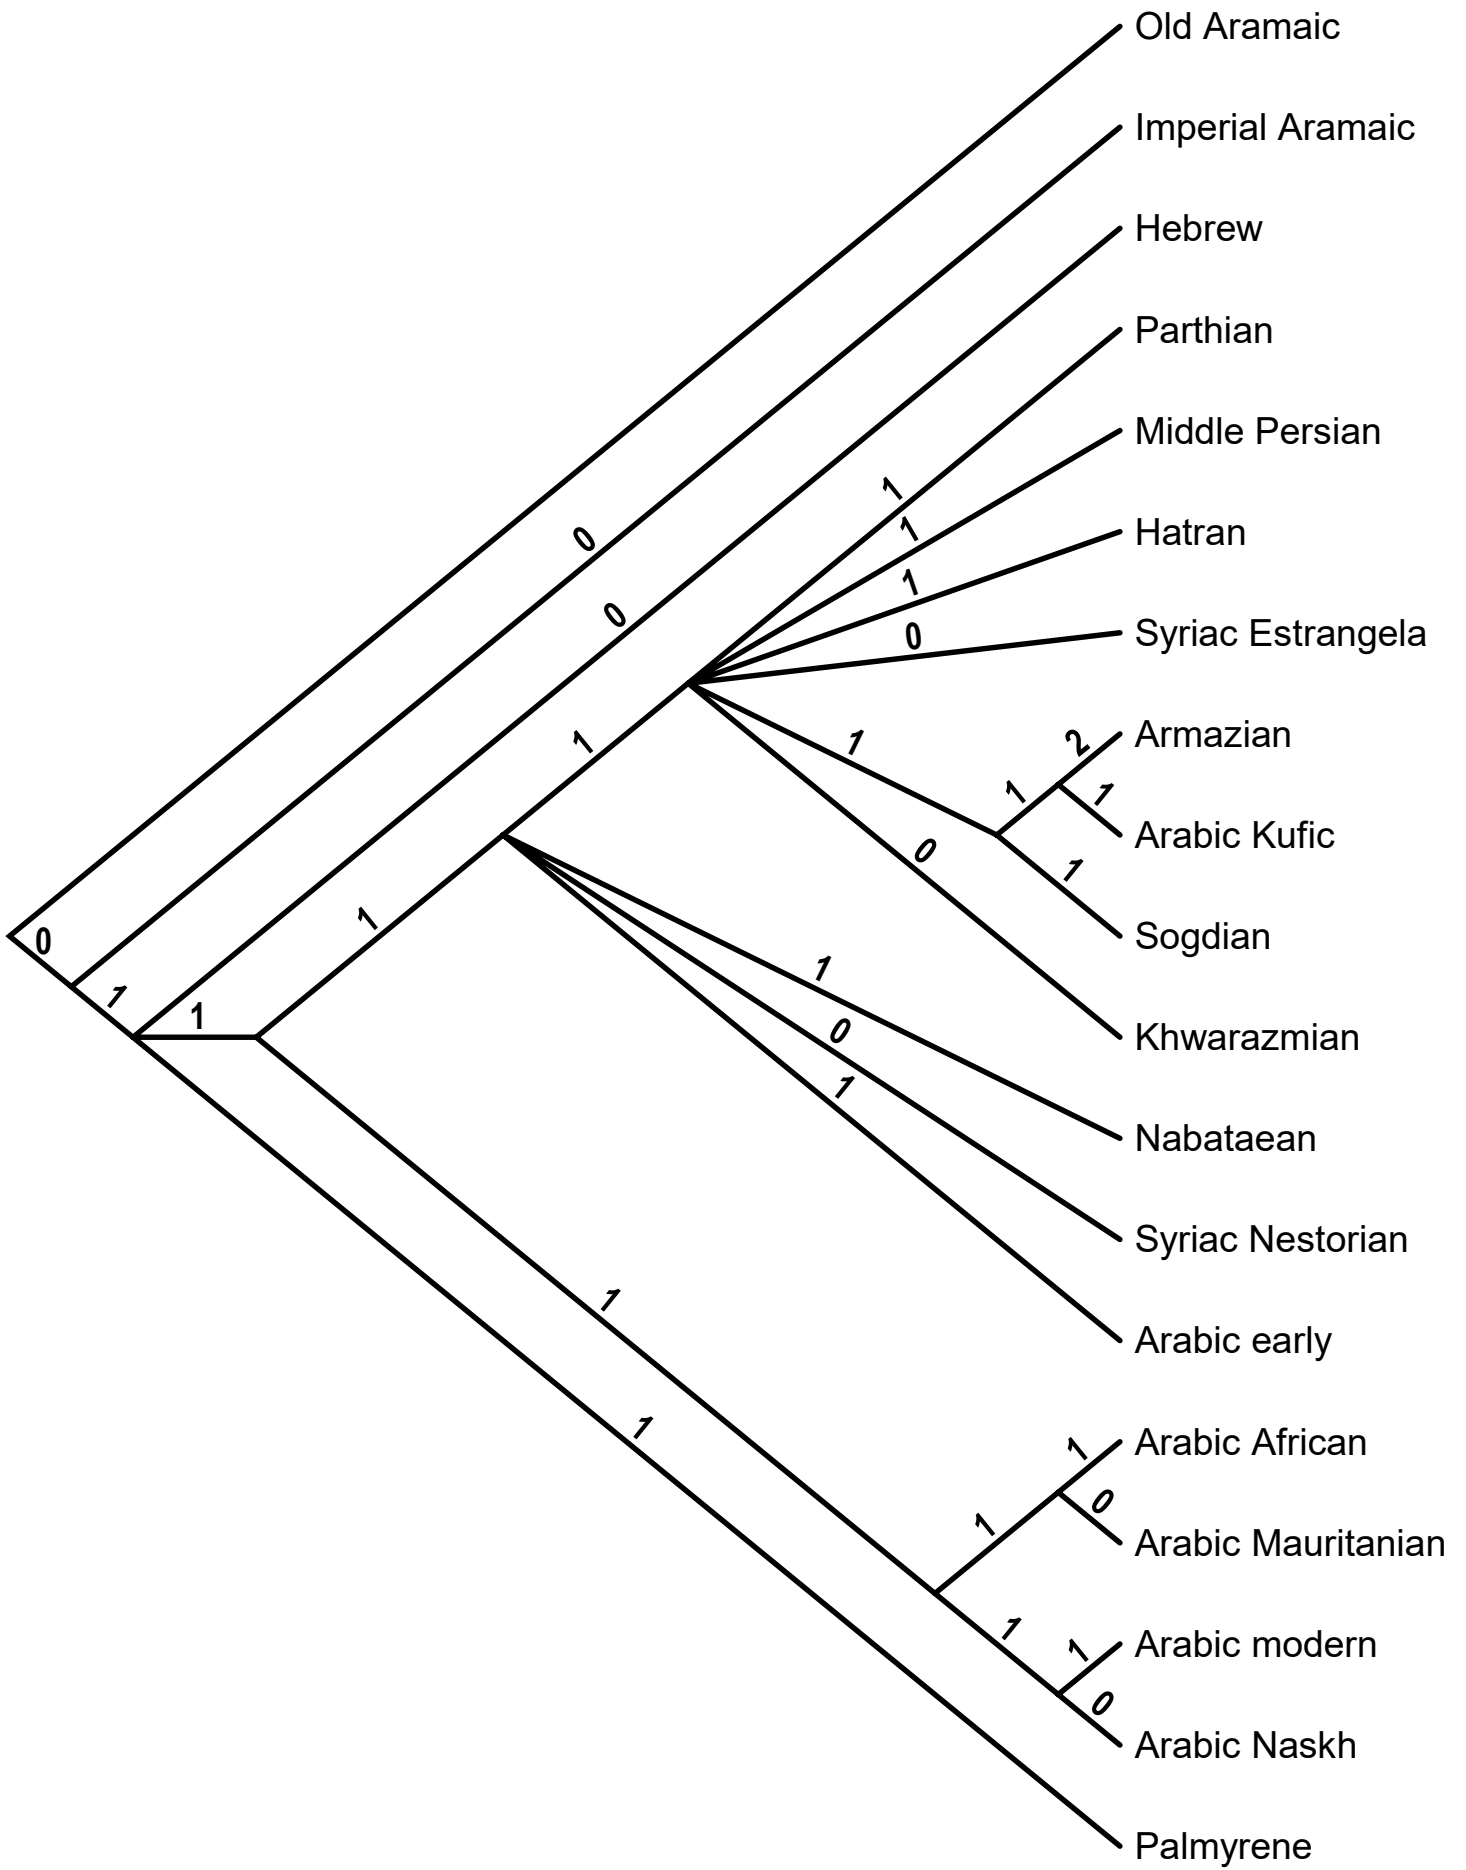 Old Aramaic
Imperial Aramaic
Hebrew
Parthian
1
Middle Persian
1
Hatran
0
1
1
0
Syriac Estrangela
0
1
1
2
Armazian
1
1
Arabic Kufic
0
1
1
Sogdian
0
1
1
1
Khwarazmian
0
1
Nabataean
Syriac Nestorian
1
Arabic early
1
1
Arabic African
0
1
Arabic Mauritanian
1
1
Arabic modern
0
Arabic Naskh
Palmyrene